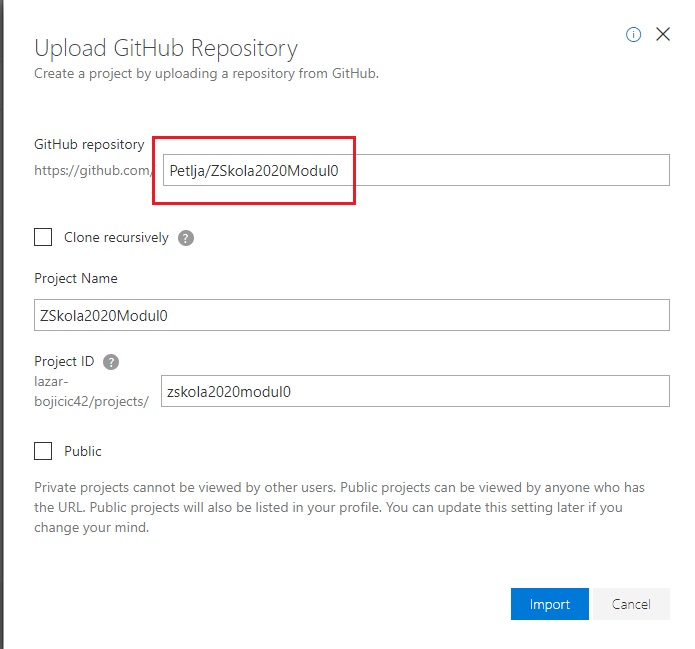 Upload GitHub Repository
Create a project by uploading a repository from GitHub.
GitHub repository
https://github.com/
Petlja/ZSkola2020Modul0
Clone recursively ?
Project Name
ZSkola2020Modul0
Project ID ?
lazar-
bojicic42/projects/
zskola2020modul0
Public
Private projects cannot be viewed by other users. Public projects can be viewed by anyone who has
the URL. Public projects will also be listed in your profile. You can update this setting later if you
change your mind.
Import
Cancel